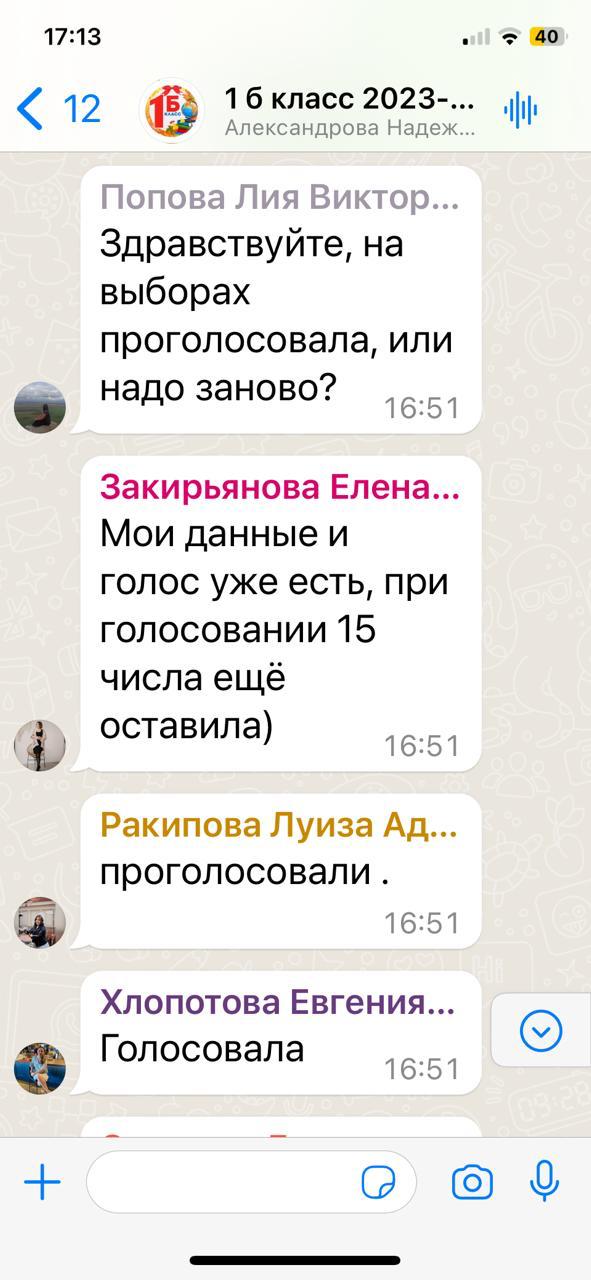 17:13
40
12
1 б класс 2023-...
Александрова Надеж...
1Б
КЛАСС
Попова Лия Виктор...
Здравствуйте, на
выборах
проголосовала, или
надо заново?
16:51
Закирьянова Елена...
Мои данные и
голос уже есть, при
голосовании 15
числа ещё
оставила)
16:51
Ракипова Луиза Ад...
проголосовали .
16:51
Хлопотова Евгения...
Голосовала
16:51